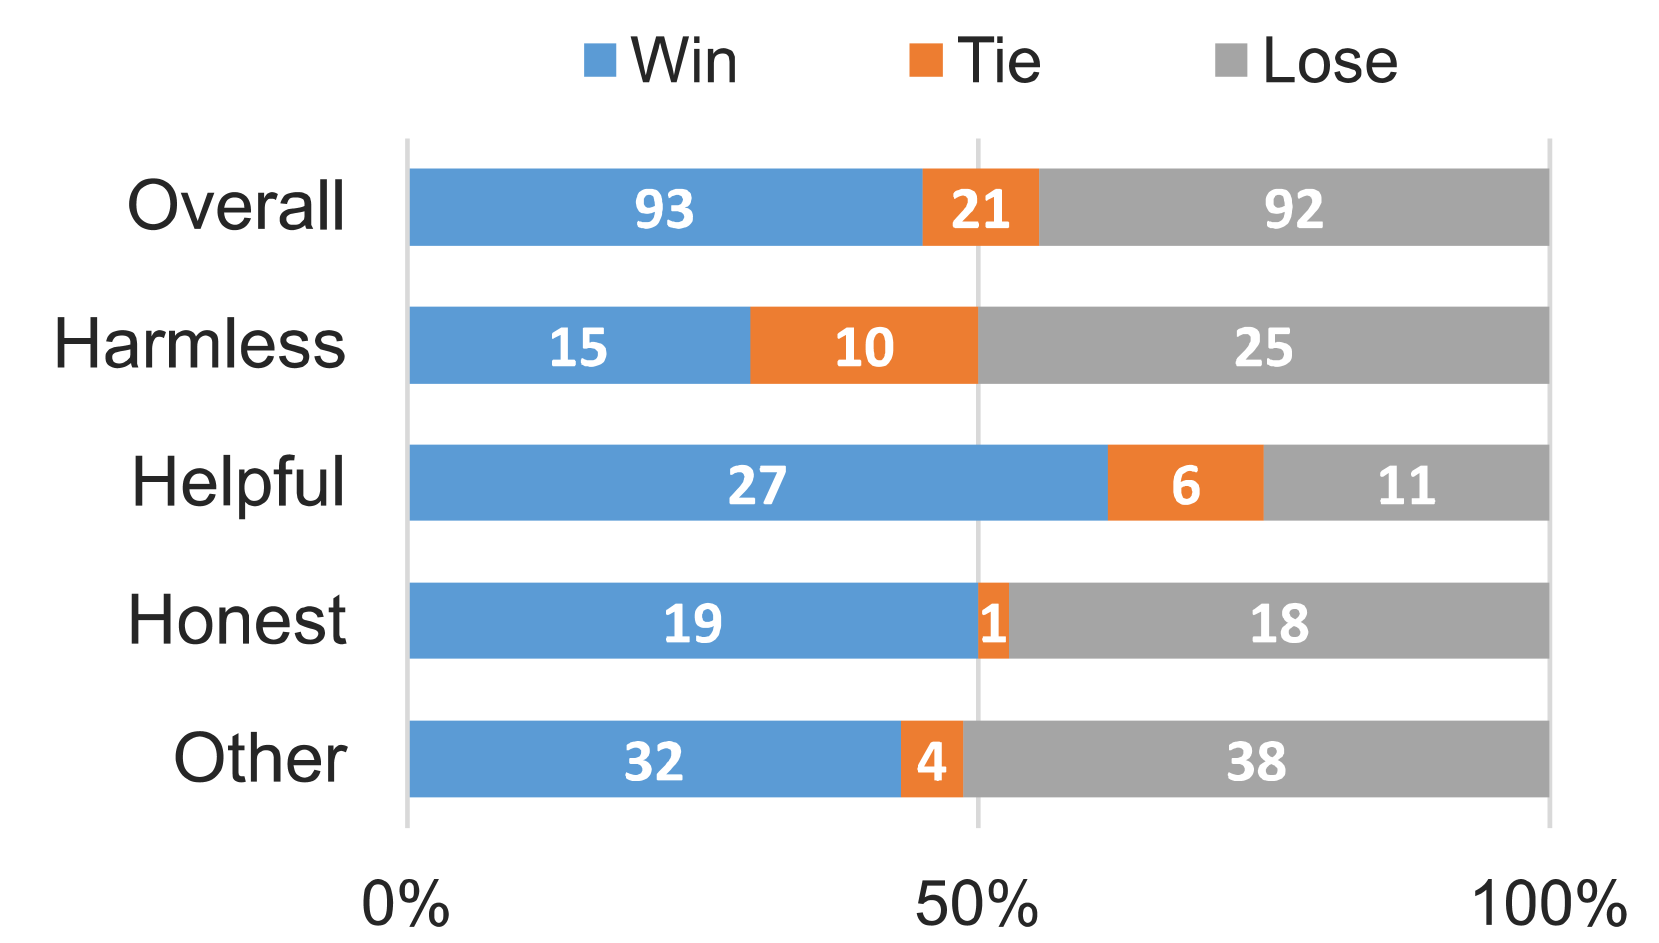 Win Tie Lose
Overall 93 21 92
Harmless 15 10 25
Helpful 27 6 11
Honest 19 1 18
Other 32 4 38
0% 50% 100%